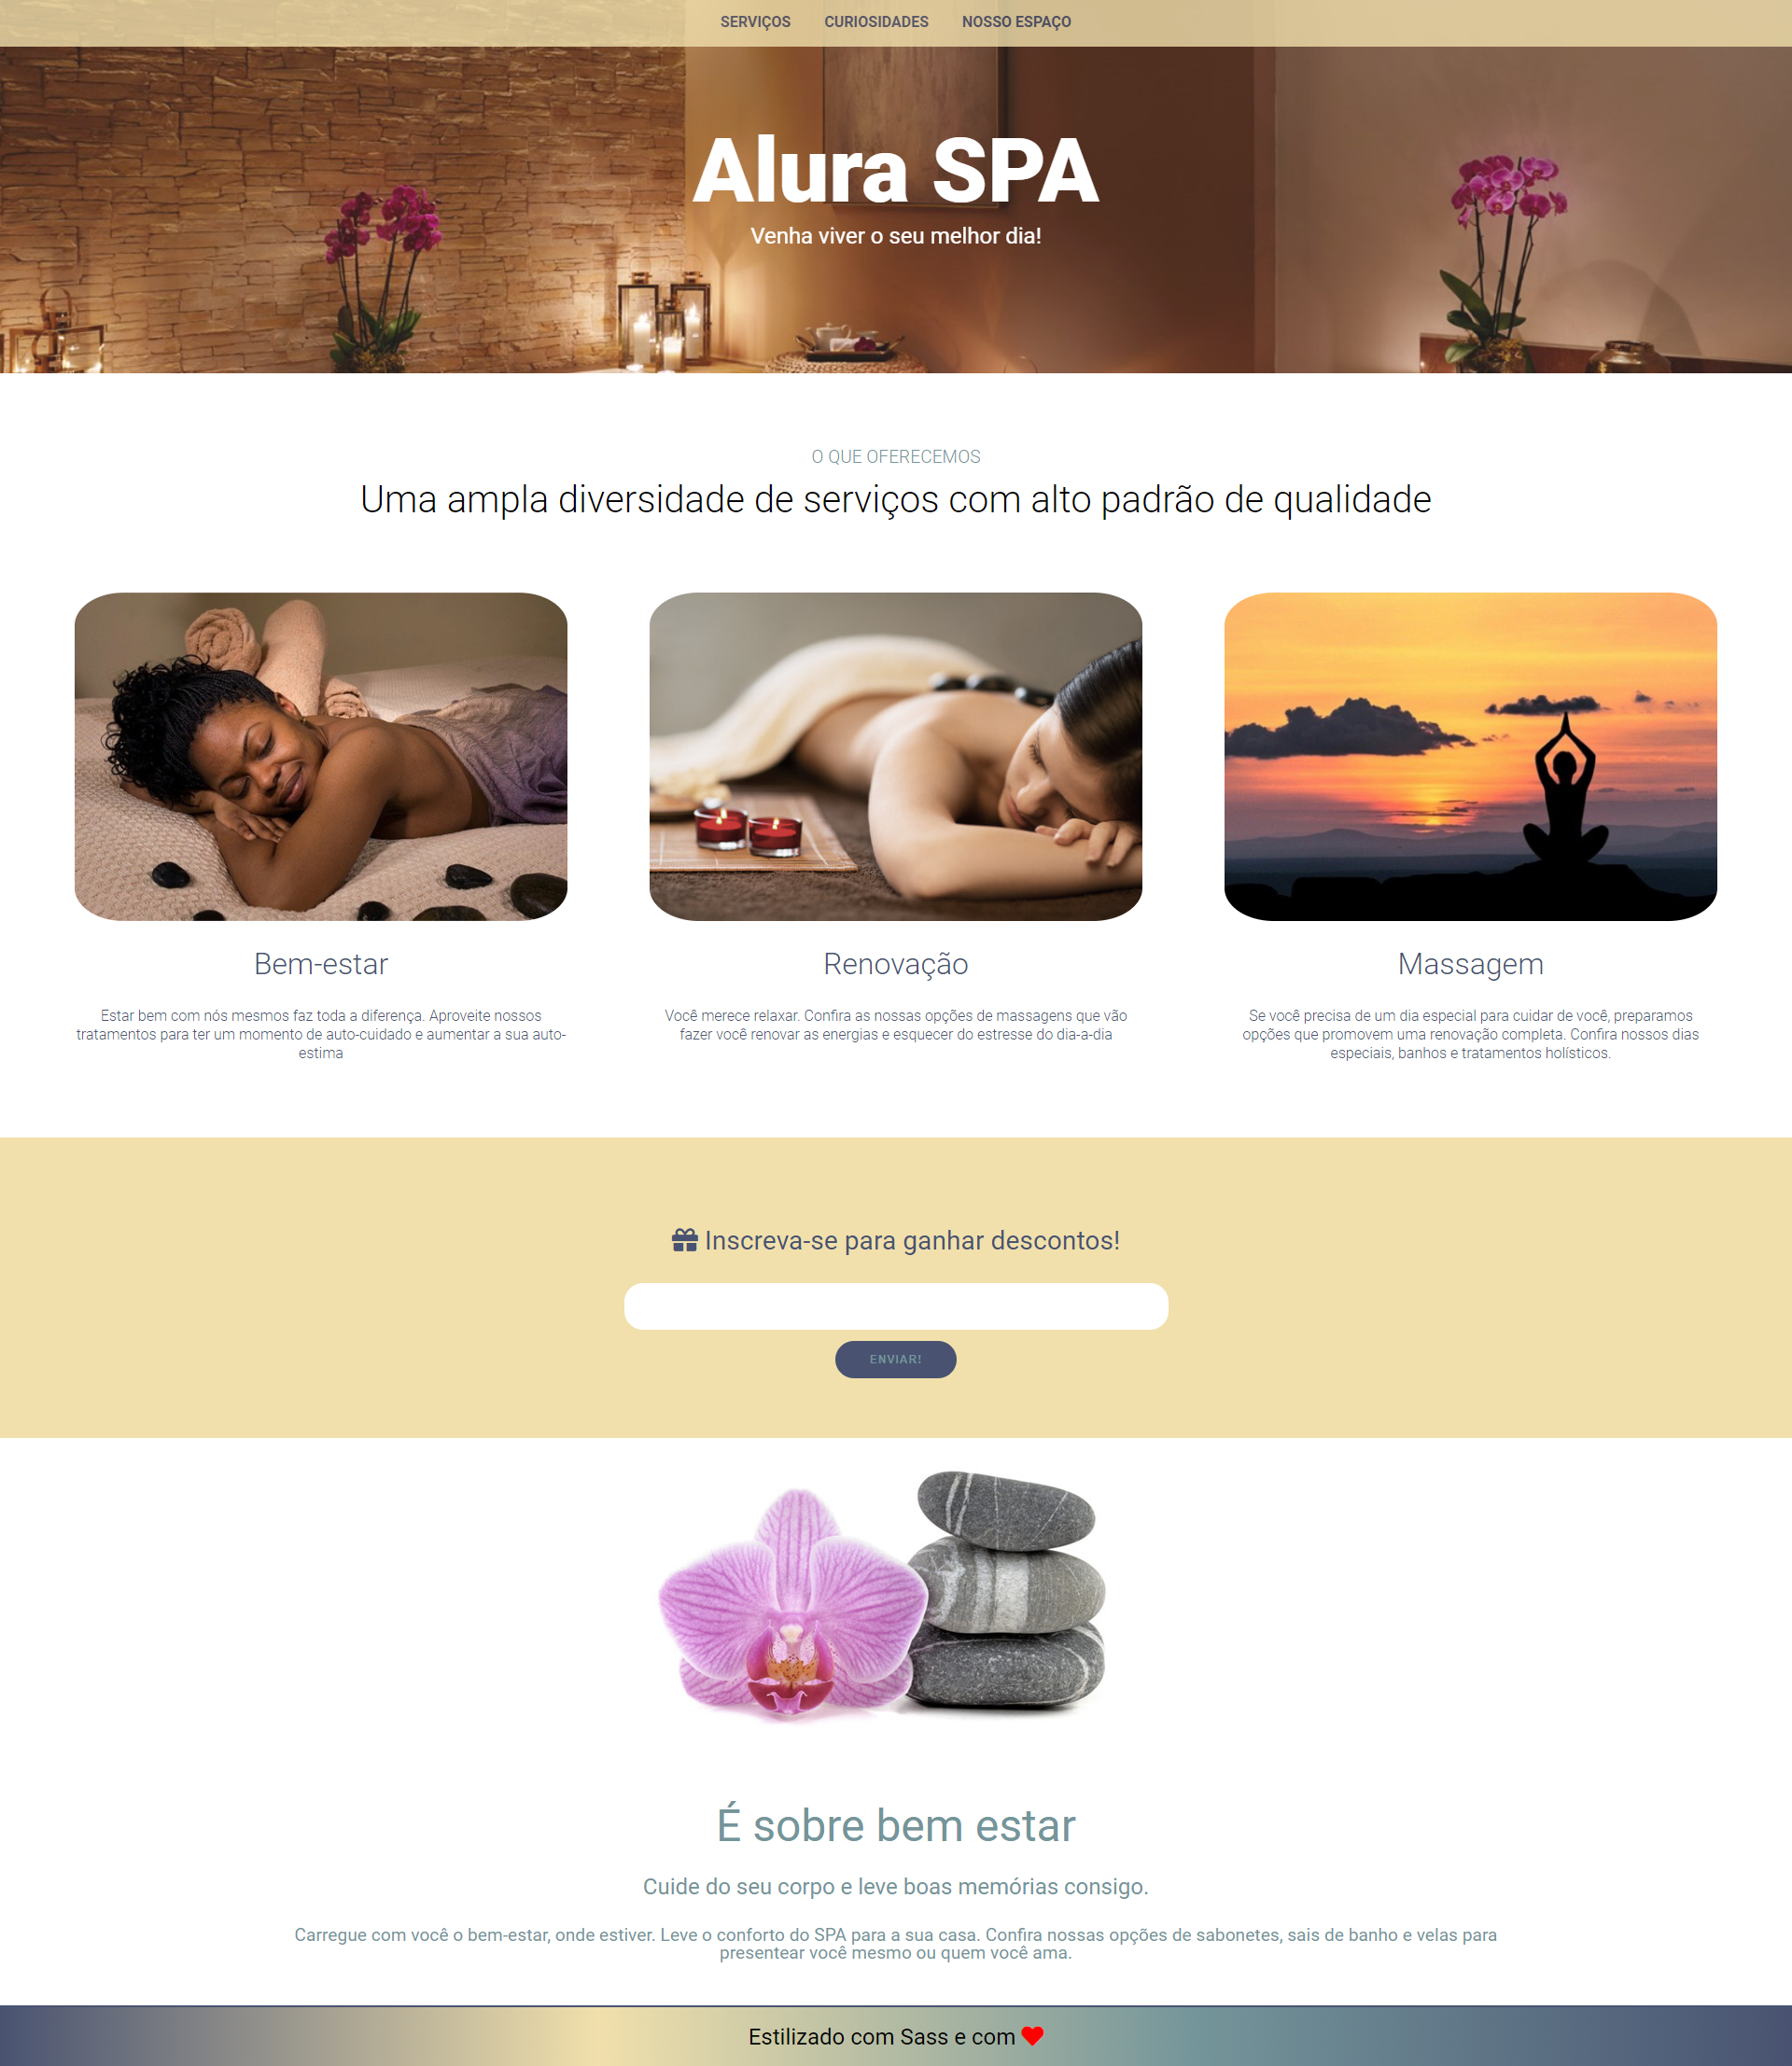 SERVIÇOS CURIOSIDADES NOSSO ESPAÇO
Alura SPA
Venha viver o seu melhor dia!
O QUE OFERECEMOS
Uma ampla diversidade de serviços com alto padrão de qualidade
Bem-estar
Estar bem com nós mesmos faz toda a diferença. Aproveite nossos
tratamentos para ter um momento de auto-cuidado e aumentar a sua auto-
estima
Renovação
Você merece relaxar. Confira as nossas opções de massagens que vão
fazer você renovar as energias e esquecer do estresse do dia-a-dia
Massagem
Se você precisa de um dia especial para cuidar de você, preparamos
opções que promovem uma renovação completa. Confira nossos dias
especiais, banhos e tratamentos holísticos.
Inscreva-se para ganhar descontos!
ENVIAR!
É sobre bem estar
Cuide do seu corpo e leve boas memórias consigo.
Carregue com você o bem-estar, onde estiver. Leve o conforto do SPA para a sua casa. Confira nossas opções de sabonetes, sais de banho e velas para
presentear você mesmo ou quem você ama.
Estilizado com Sass e com